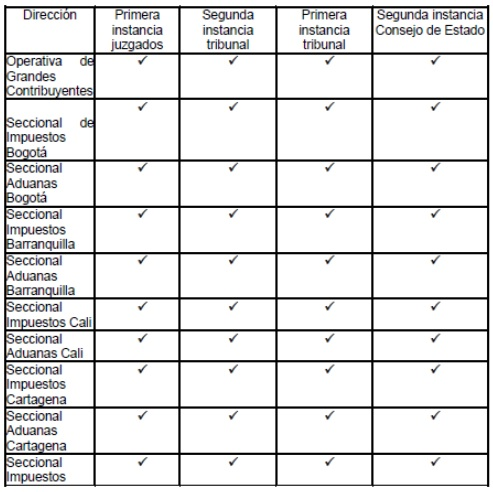 Dirección
Primera
instancia
juzgados
Segunda
instancia
tribunal
Primera
instancia
tribunal
Segunda instancia
Consejo de Estado
Operativa de
Grandes
Contribuyentes
✓ ✓ ✓ ✓
Seccional de
Impuestos
Bogotá
✓ ✓ ✓ ✓
Seccional
Aduanas
Bogotá
✓ ✓ ✓ ✓
Seccional
Impuestos
Barranquilla
✓ ✓ ✓ ✓
Seccional
Aduanas
Barranquilla
✓ ✓ ✓ ✓
Seccional
Impuestos Cali
✓ ✓ ✓ ✓
Seccional
Aduanas Cali
✓ ✓ ✓ ✓
Seccional
Impuestos
Cartagena
✓ ✓ ✓ ✓
Seccional
Aduanas
Cartagena
✓ ✓ ✓ ✓
Seccional
Impuestos
✓ ✓ ✓ ✓